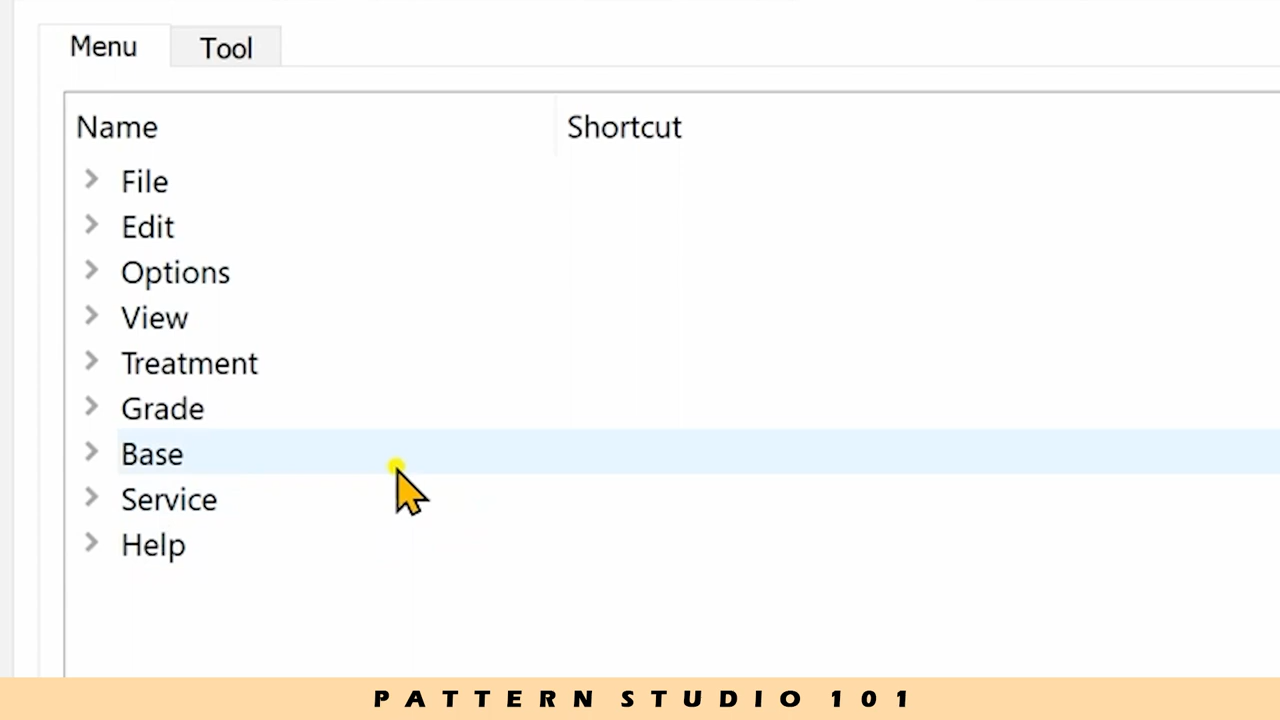 Menu Tool
Name Shortcut
File
Edit
Options
View
Treatment
Grade
Base
Service
Help
PATTERN STUDIO 101